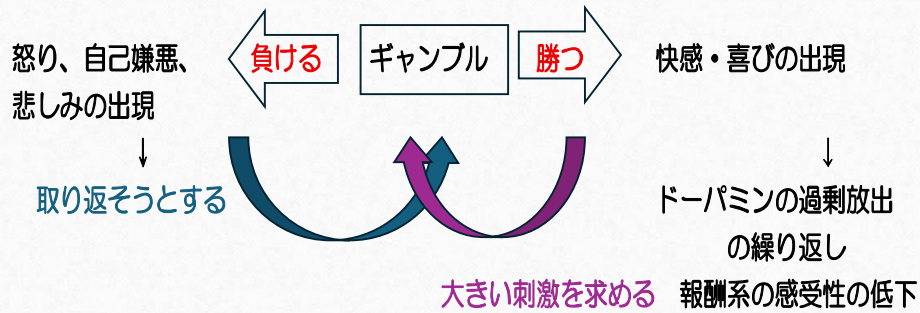 怒り、自己嫌悪、
悲しみの出現
↓
取り返そうとする
負ける
ギャンブル
勝つ
快感・喜びの出現
↓
ドーパミンの過剰放出
の繰り返し
大きい刺激を求める
報酬系の感受性の低下